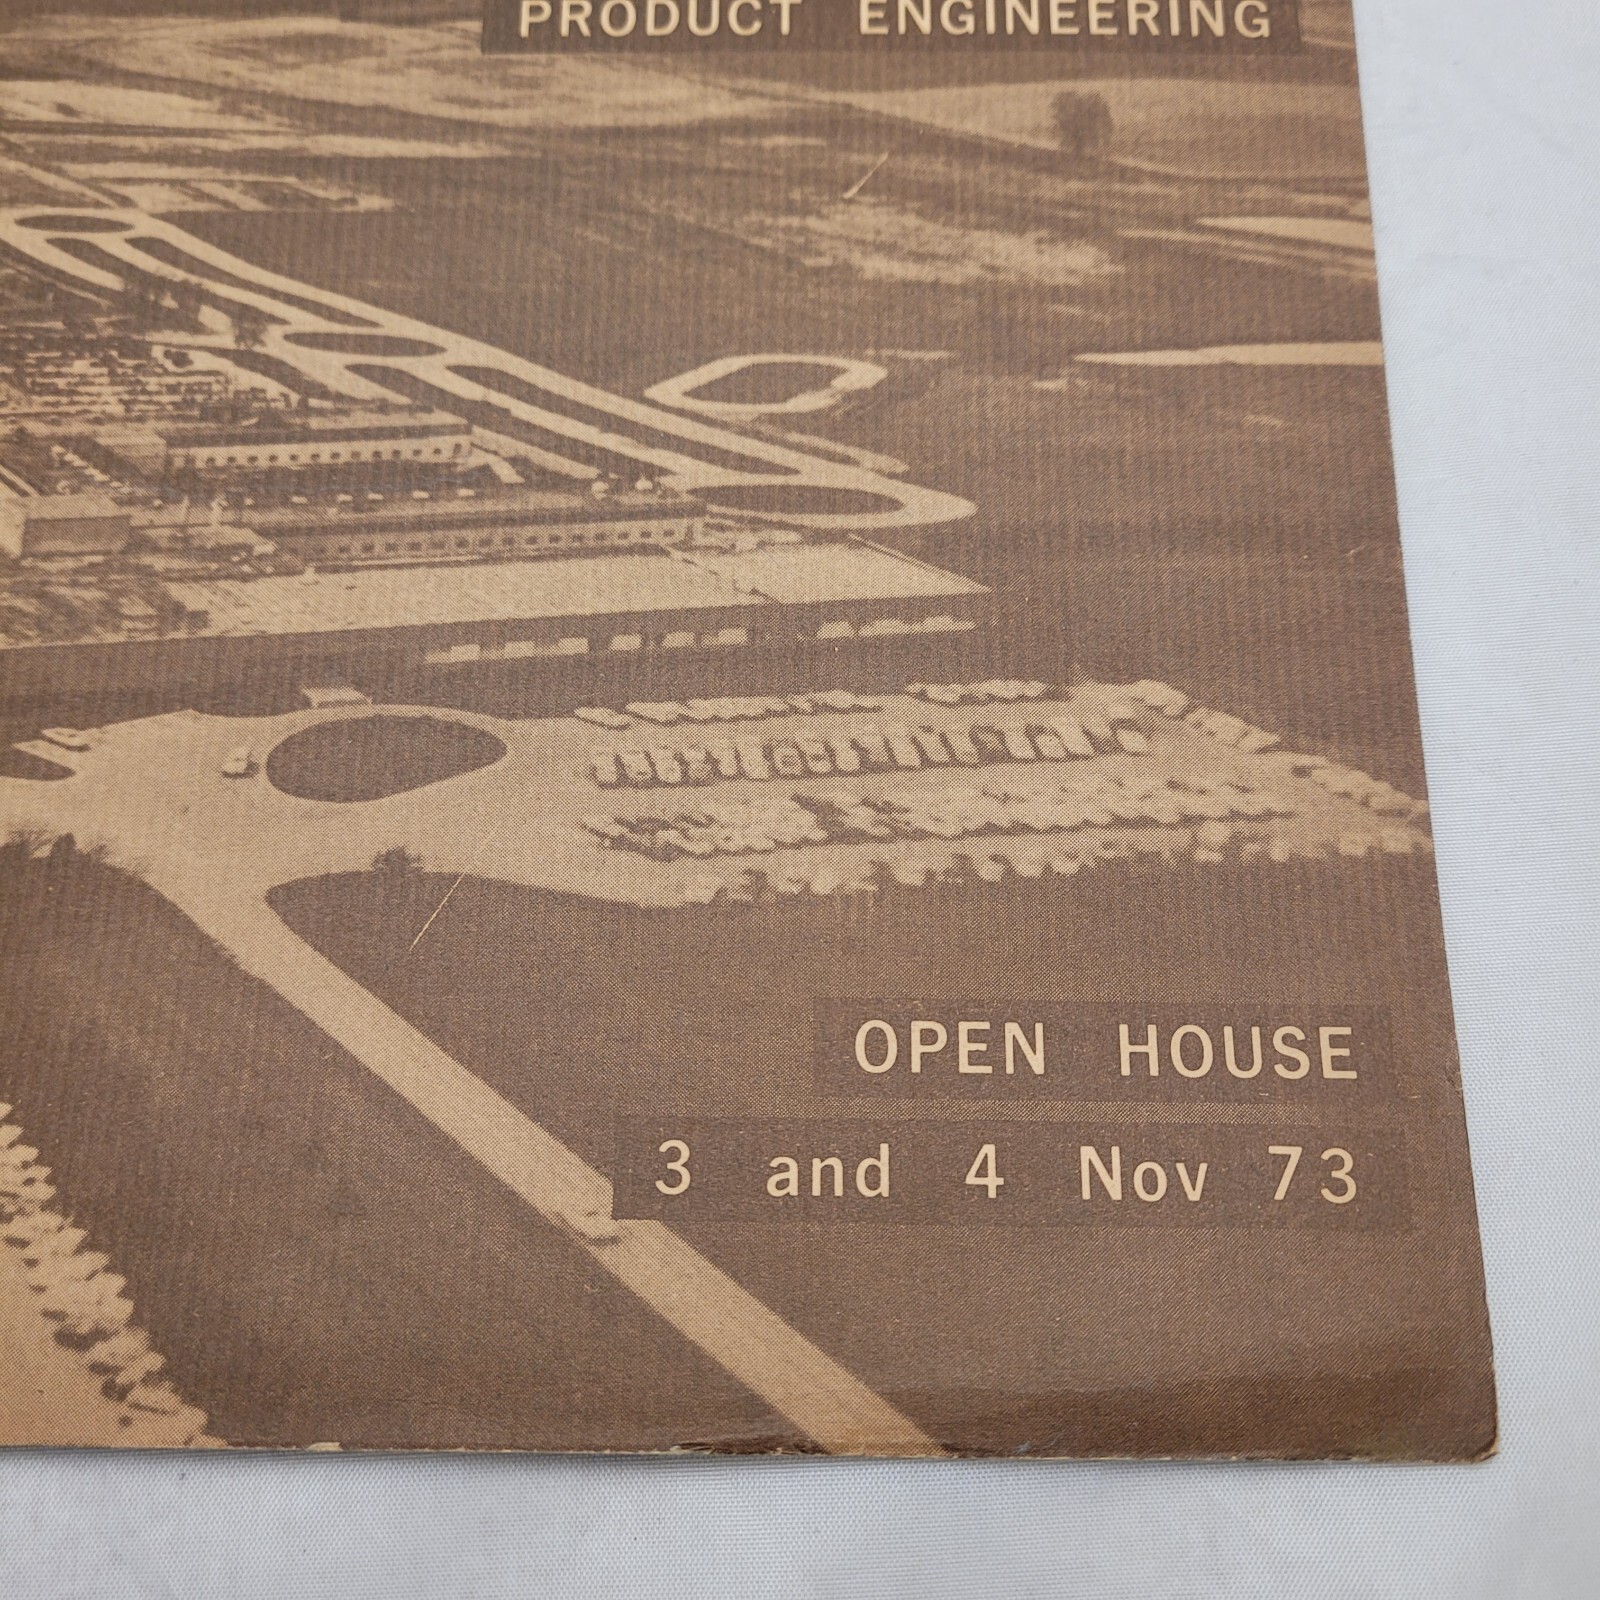 PRODUCT ENGINEERING
OPEN HOUSE
3 and 4 Nov 73